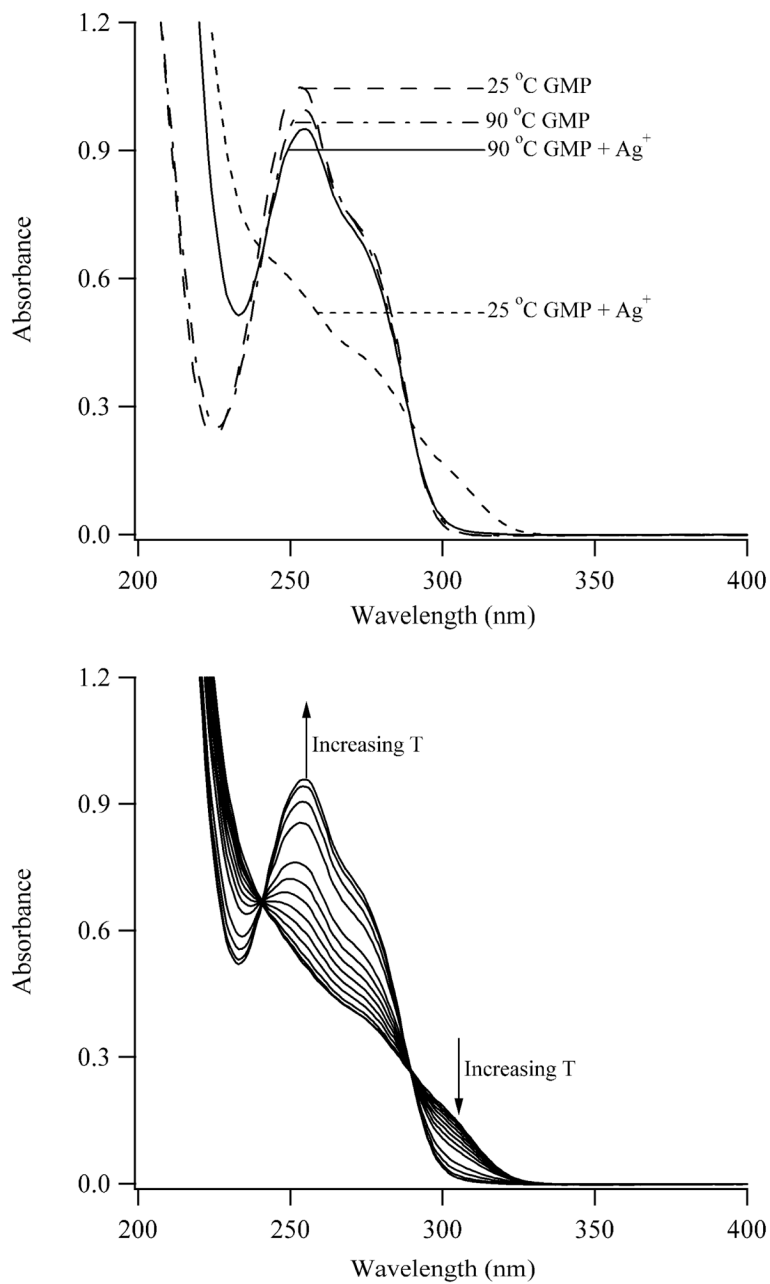 1.2
25 °C GMP
90 °C GMP
0.9
90 °C GMP + Ag⁺
0.6
25 °C GMP + Ag⁺
0.3
0.0
Absorbance
200 250 300 350 400
Wavelength (nm)
1.2
Increasing T
0.9
0.6
0.3
Increasing T
0.0
Absorbance
200 250 300 350 400
Wavelength (nm)